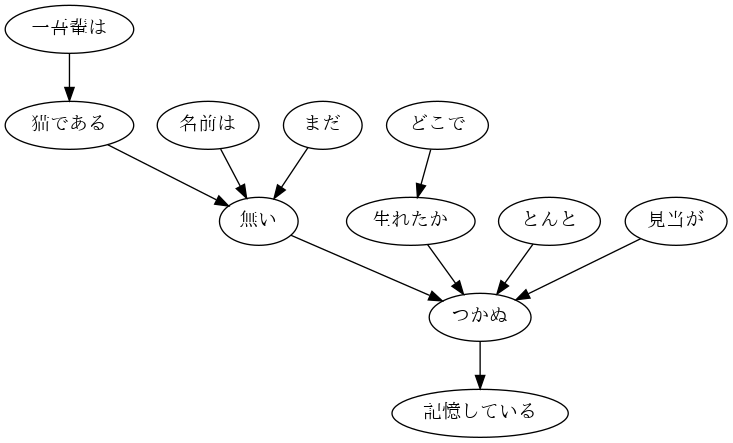 一吾輩は
猫である
名前は
まだ
どこで
無い
生れたか
とんと
見当が
つかぬ
記憶している